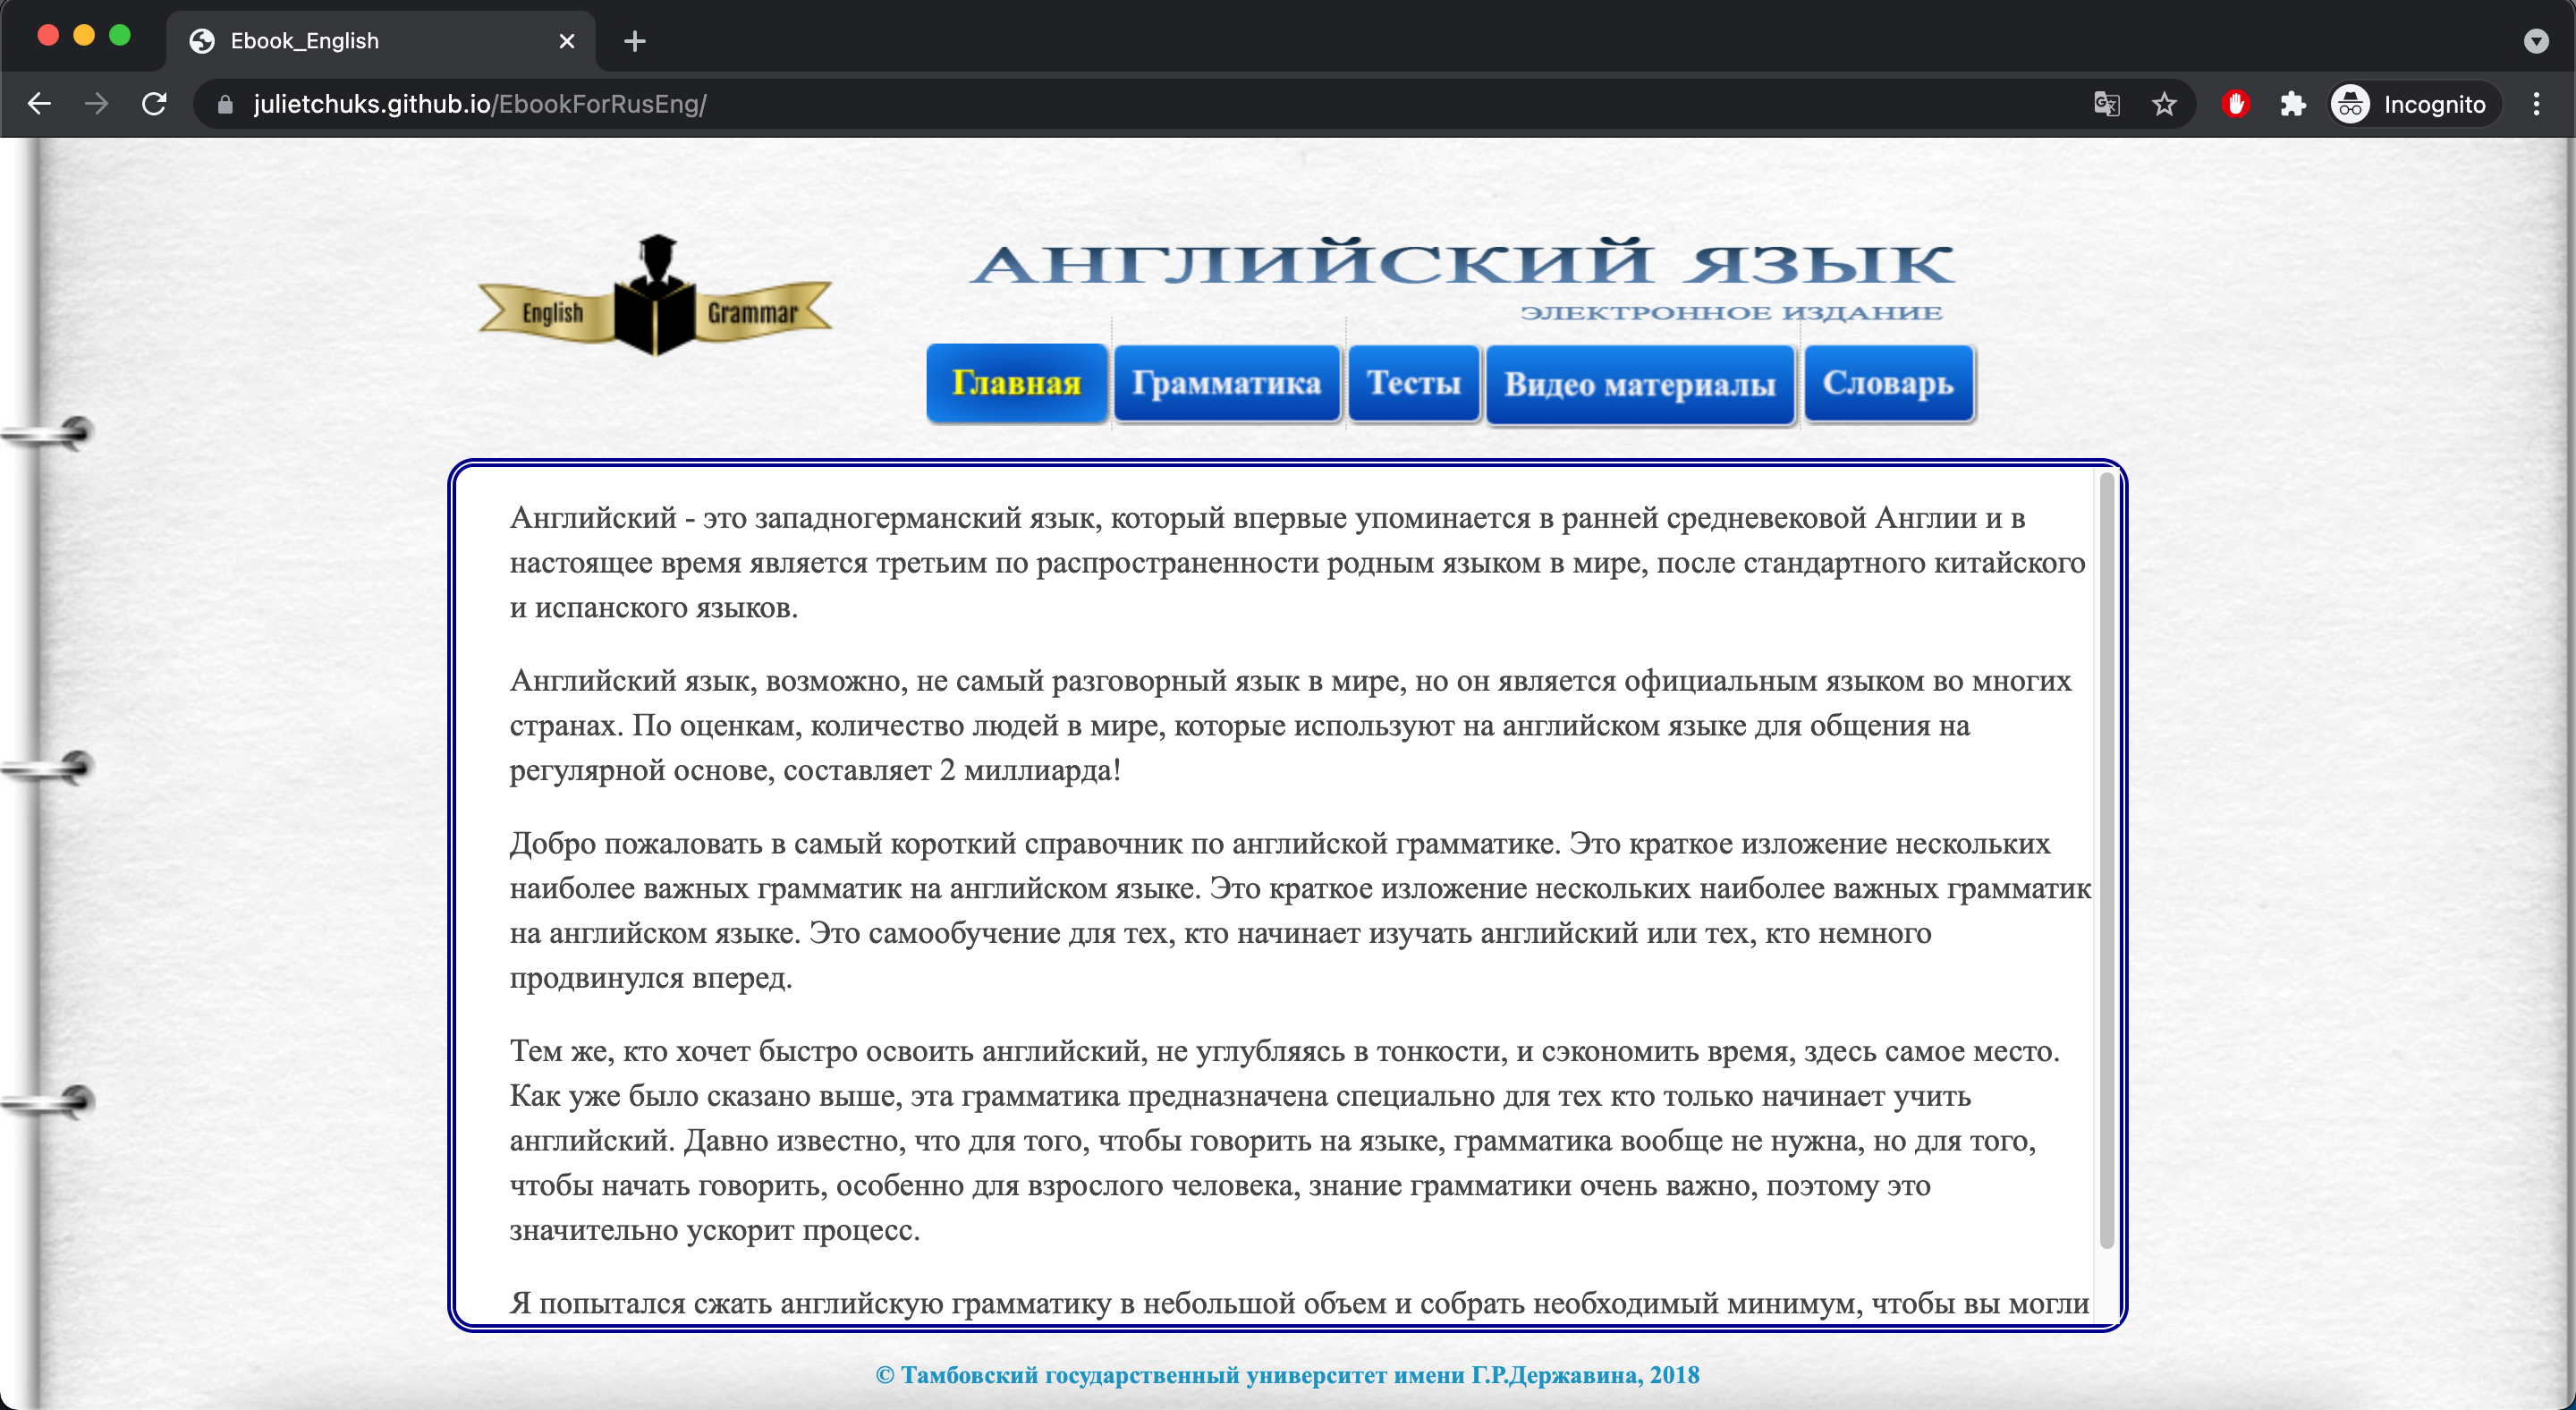 Ebook_English
julietchuks.github.io/EbookForRusEng/
Incognito
English Grammar
АНГЛИЙСКИЙ ЯЗЫК
ЭЛЕКТРОННОЕ ИЗДАНИЕ
Главная Грамматика Тесты Видео материалы Словарь
Английский - это западногерманский язык, который впервые упоминается в ранней средневековой Англии и в
настоящее время является третьим по распространенности родным языком в мире, после стандартного китайского
и испанского языков.
Английский язык, возможно, не самый разговорный язык в мире, но он является официальным языком во многих
странах. По оценкам, количество людей в мире, которые используют на английском языке для общения на
регулярной основе, составляет 2 миллиарда!
Добро пожаловать в самый короткий справочник по английской грамматике. Это краткое изложение нескольких
наиболее важных грамматик на английском языке. Это краткое изложение нескольких наиболее важных грамматик
на английском языке. Это самообучение для тех, кто начинает изучать английский или тех, кто немного
продвинулся вперед.
Тем же, кто хочет быстро освоить английский, не углубляясь в тонкости, и сэкономить время, здесь самое место.
Как уже было сказано выше, эта грамматика предназначена специально для тех кто только начинает учить
английский. Давно известно, что для того, чтобы говорить на языке, грамматика вообще не нужна, но для того,
чтобы начать говорить, особенно для взрослого человека, знание грамматики очень важно, поэтому это
значительно ускорит процесс.
Я попытался сжать английскую грамматику в небольшой объем и собрать необходимый минимум, чтобы вы могли
© Тамбовский государственный университет имени Г.Р.Державина, 2018